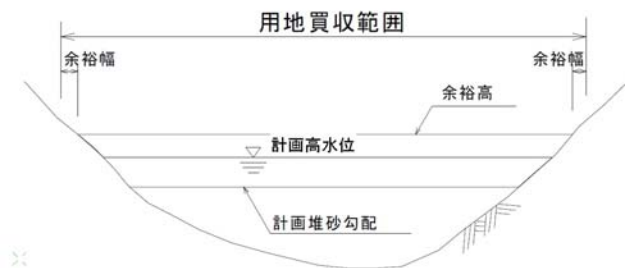 用地買収範囲
余裕幅
余裕幅
余裕高
計画高水位
計画堆砂勾配